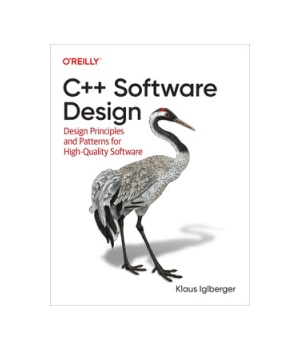 O'REILLY®
C++ Software
Design
Design Principles
and Patterns for
High-Quality Software
Klaus Iglberger